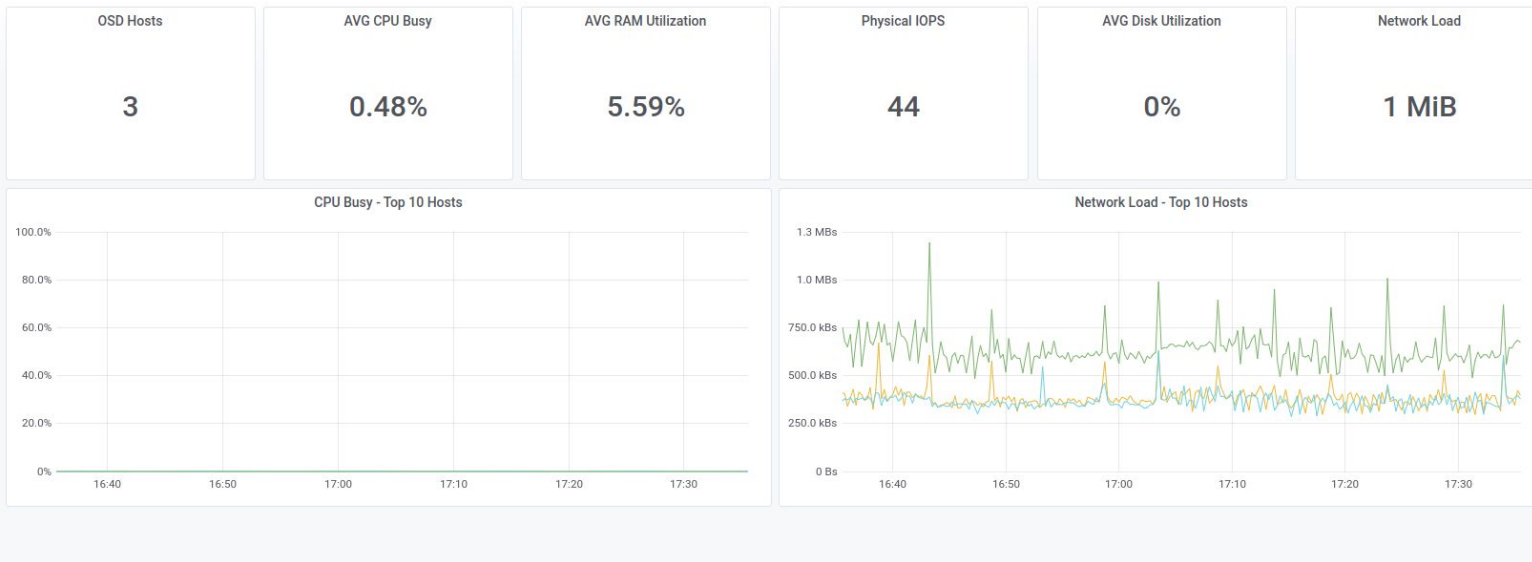 OSD Hosts
AVG CPU Busy
AVG RAM Utilization
Physical IOPS
AVG Disk Utilization
Network Load
3
0.48%
5.59%
44
0%
1 MiB
CPU Busy - Top 10 Hosts
100.0%
80.0%
60.0%
40.0%
20.0%
0%
16:40
16:50
17:00
17:10
17:20
17:30
Network Load - Top 10 Hosts
1.3 MBs
1.0 MBs
750.0 kBs
500.0 kBs
250.0 kBs
0 Bs
16:40
16:50
17:00
17:10
17:20
17:30